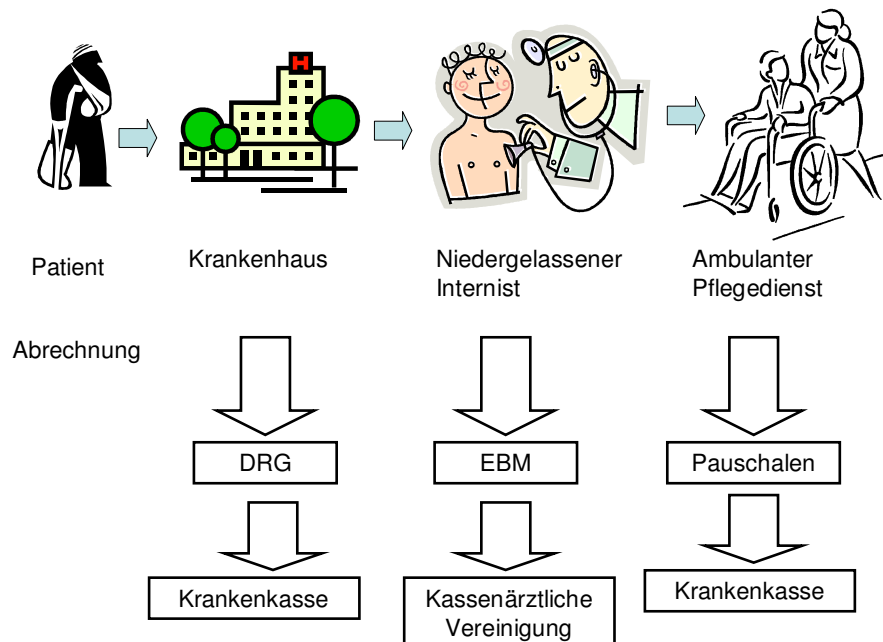 H
Patient
Krankenhaus
Niedergelassener
Internist
Ambulanter
Pflegedienst
Abrechnung
DRG
EBM
Pauschalen
Krankenkasse
Kassenärztliche
Vereinigung
Krankenkasse